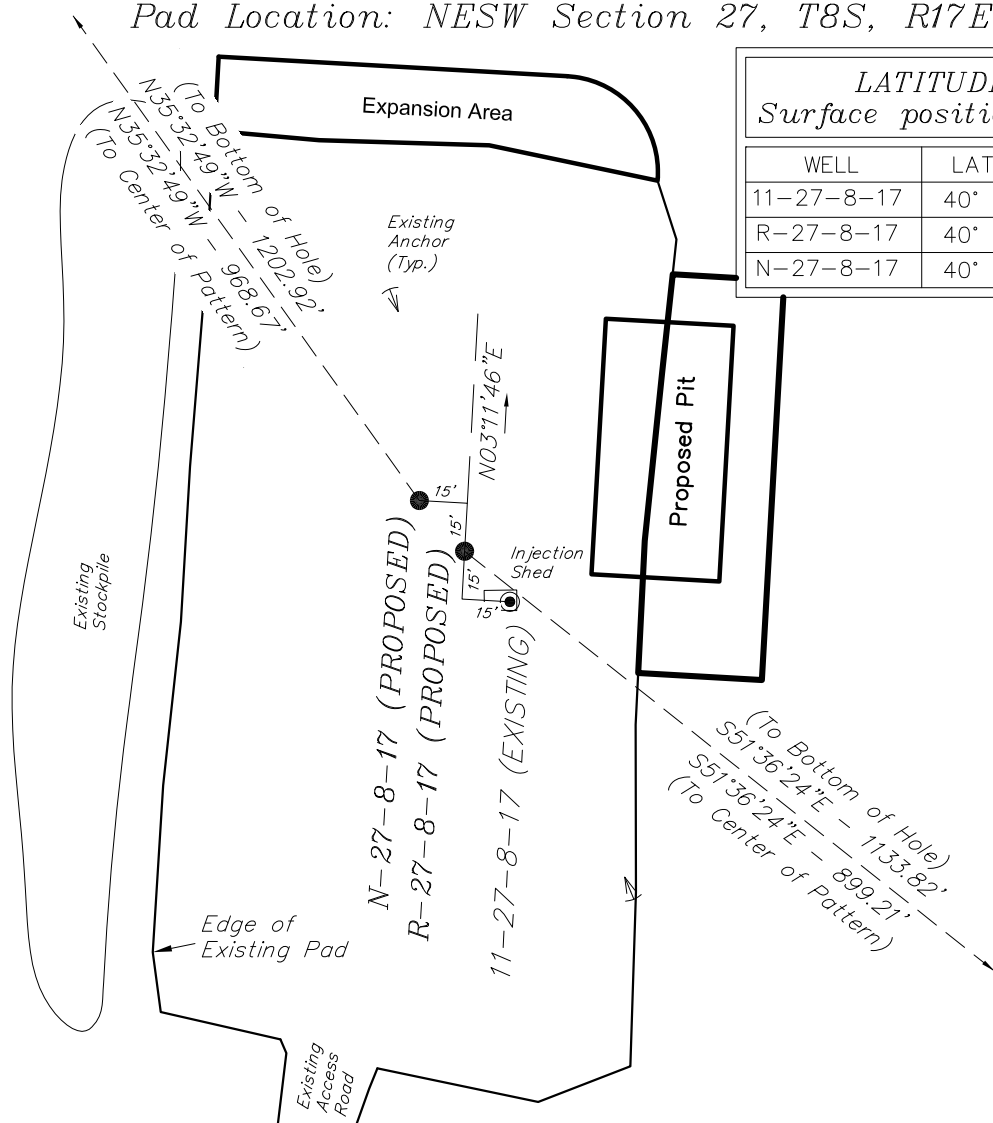 Pad Location: NESW Section 27, T8S, R17E
LATITUD
Surface positi
WELL LAT
11-27-8-17 40°
R-27-8-17 40°
N-27-8-17 40°
Expansion Area
(To Bottom of Hole)
N35°32'49"W - 1202.92'
N35°32'49"W - 968.67'
(To Center of Pattern)
Existing
Anchor
(Typ.)
N03°11'46"E
Proposed Pit
15'
15'
15'
15'
Injection
Shed
Existing
Stockpile
N-27-8-17 (PROPOSED)
R-27-8-17 (PROPOSED)
11-27-8-17 (EXISTING)
(To Bottom of Hole)
S51°36'24"E - 1133.82'
S51°36'24"E - 899.21'
(To Center of Pattern)
Edge of
Existing Pad
Existing
Access
Road